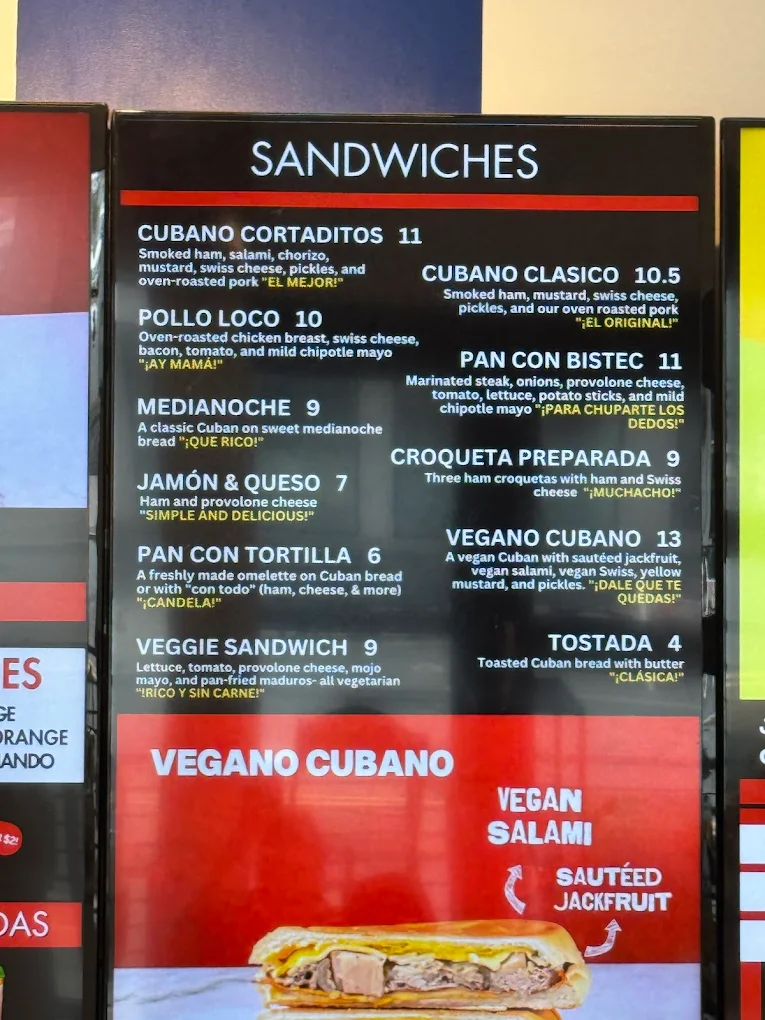 SANDWICHES
CUBANO CORTADITOS 11
Smoked ham, salami, chorizo,
mustard, swiss cheese, pickles, and
oven-roasted pork "EL MEJOR!"
POLLO LOCO 10
Oven-roasted chicken breast, swiss cheese,
bacon, tomato, and mild chipotle mayo
"¡AY MAMÁ!"
MEDIANOCHE 9
A classic Cuban on sweet medianoche
bread "¡QUE RICO!"
JAMÓN & QUESO 7
Ham and provolone cheese
"SIMPLE AND DELICIOUS!"
PAN CON TORTILLA 6
A freshly made omelette on Cuban bread
or with "con todo" (ham, cheese, & more)
"¡CANDELA!"
VEGGIE SANDWICH 9
Lettuce, tomato, provolone cheese, mojo
mayo, and pan-fried maduros- all vegetarian
"!RICO Y SIN CARNE!"
CUBANO CLASICO 10.5
Smoked ham, mustard, swiss cheese,
pickles, and our oven roasted pork
"¡EL ORIGINAL!"
PAN CON BISTEC 11
Marinated steak, onions, provolone cheese,
tomato, lettuce, potato sticks, and mild
chipotle mayo "¡PARA CHUPARTE LOS
DEDOS!"
CROQUETA PREPARADA 9
Three ham croquetas with ham and Swiss
cheese "¡MUCHACHO!"
VEGANO CUBANO 13
A vegan Cuban with sautéed jackfruit,
vegan salami, vegan Swiss, yellow
mustard, and pickles. "¡DALE QUE TE
QUEDAS!"
TOSTADA 4
Toasted Cuban bread with butter
"¡CLÁSICA!"
VEGANO CUBANO
VEGAN
SALAMI
SAUTÉED
JACKFRUIT
ES
GE
ORANGE
ANDO
$2!
DAS